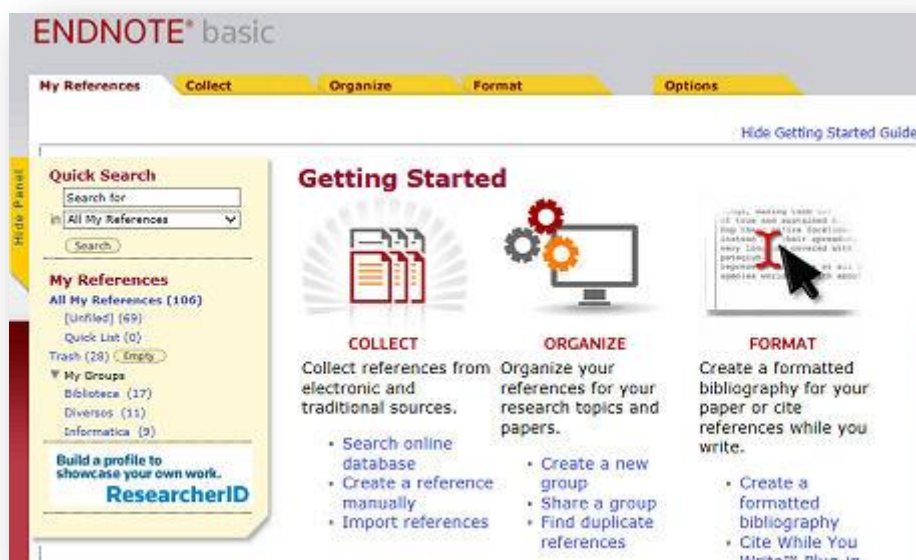 ENDNOTE® basic
My References
Collect
Organize
Format
Options
Hide Getting Started Guide
Hide Panel
Quick Search
Search for
in All My References
Search
My References
All My References (106)
[Unfiled] (69)
Quick List (0)
Trash (28) Empty
My Groups
Biblioteca (17)
Diversos (11)
Informatica (9)
Build a profile to
showcase your own work.
ResearcherID
Getting Started
COLLECT
Collect references from
electronic and
traditional sources.
Search online
database
Create a reference
manually
Import references
ORGANIZE
Organize your
references for your
research topics and
papers.
Create a new
group
Share a group
Find duplicate
references
FORMAT
Create a formatted
bibliography for your
paper or cite
references while you
write.
Create a
formatted
bibliography
Cite While You
Write™ Plug-in